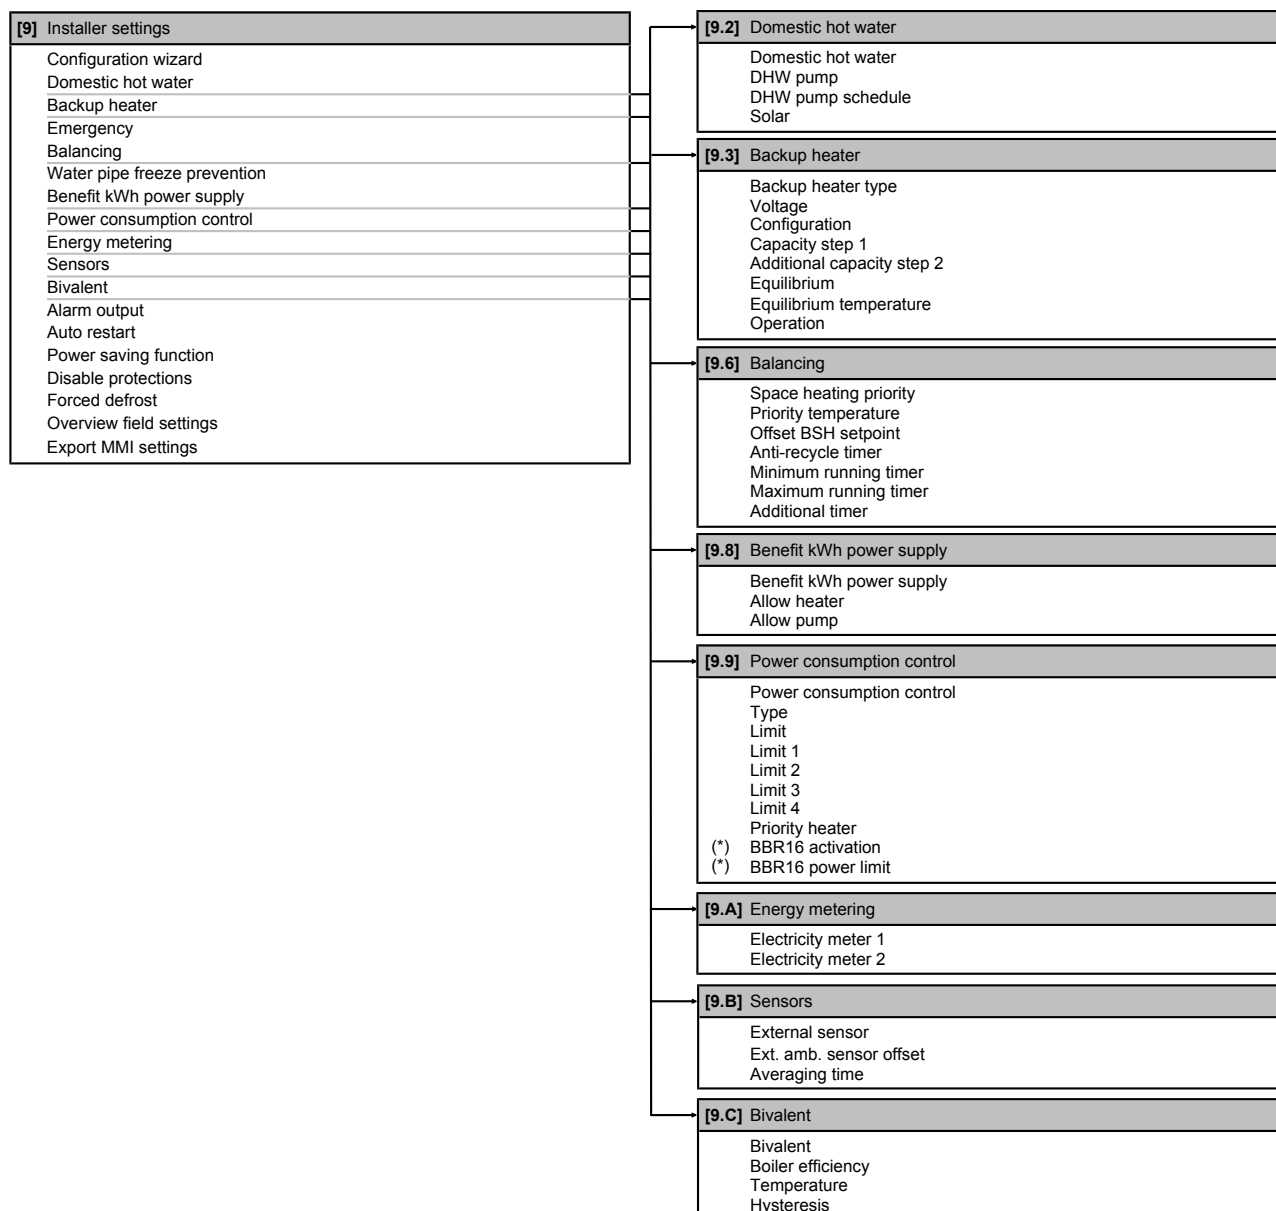 [9] Installer settings
Configuration wizard
Domestic hot water
Backup heater
Emergency
Balancing
Water pipe freeze prevention
Benefit kWh power supply
Power consumption control
Energy metering
Sensors
Bivalent
Alarm output
Auto restart
Power saving function
Disable protections
Forced defrost
Overview field settings
Export MMI settings
[9.2] Domestic hot water
Domestic hot water
DHW pump
DHW pump schedule
Solar
[9.3] Backup heater
Backup heater type
Voltage
Configuration
Capacity step 1
Additional capacity step 2
Equilibrium
Equilibrium temperature
Operation
[9.6] Balancing
Space heating priority
Priority temperature
Offset BSH setpoint
Anti-recycle timer
Minimum running timer
Maximum running timer
Additional timer
[9.8] Benefit kWh power supply
Benefit kWh power supply
Allow heater
Allow pump
[9.9] Power consumption control
Power consumption control
Type
Limit
Limit 1
Limit 2
Limit 3
Limit 4
Priority heater
(*) BBR16 activation
(*) BBR16 power limit
[9.A] Energy metering
Electricity meter 1
Electricity meter 2
[9.B] Sensors
External sensor
Ext. amb. sensor offset
Averaging time
[9.C] Bivalent
Bivalent
Boiler efficiency
Temperature
Hysteresis